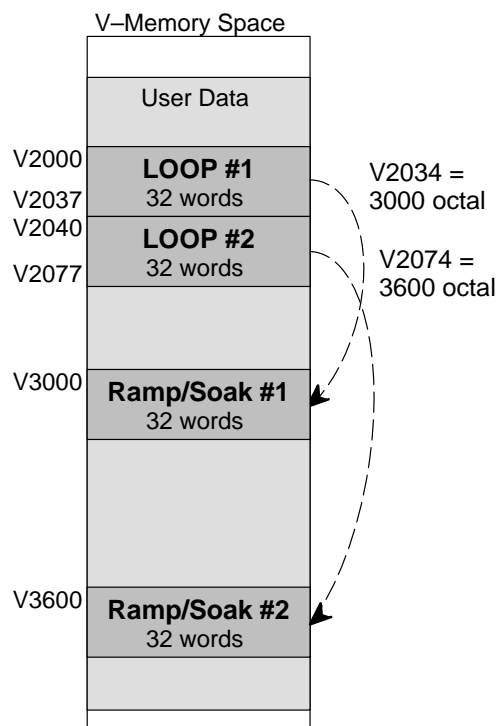 V–Memory Space
User Data
V2000
LOOP #1
32 words
V2037
V2034 =
3000 octal
V2040
LOOP #2
32 words
V2077
V2074 =
3600 octal
V3000
Ramp/Soak #1
32 words
V3600
Ramp/Soak #2
32 words